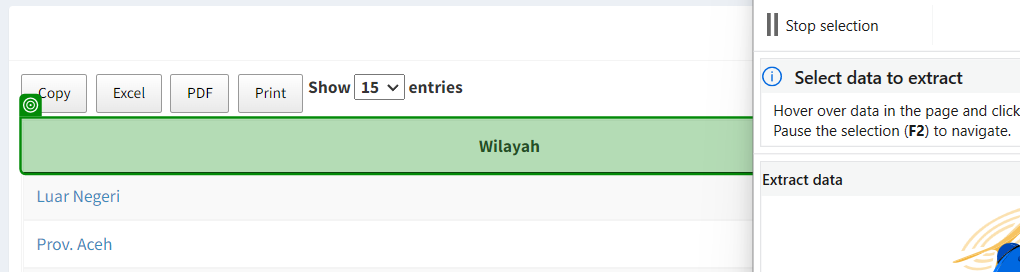 Stop selection
Copy Excel PDF Print Show 15 entries
Select data to extract
Hover over data in the page and click
Pause the selection (F2) to navigate.
Wilayah
Extract data
Luar Negeri
Prov. Aceh